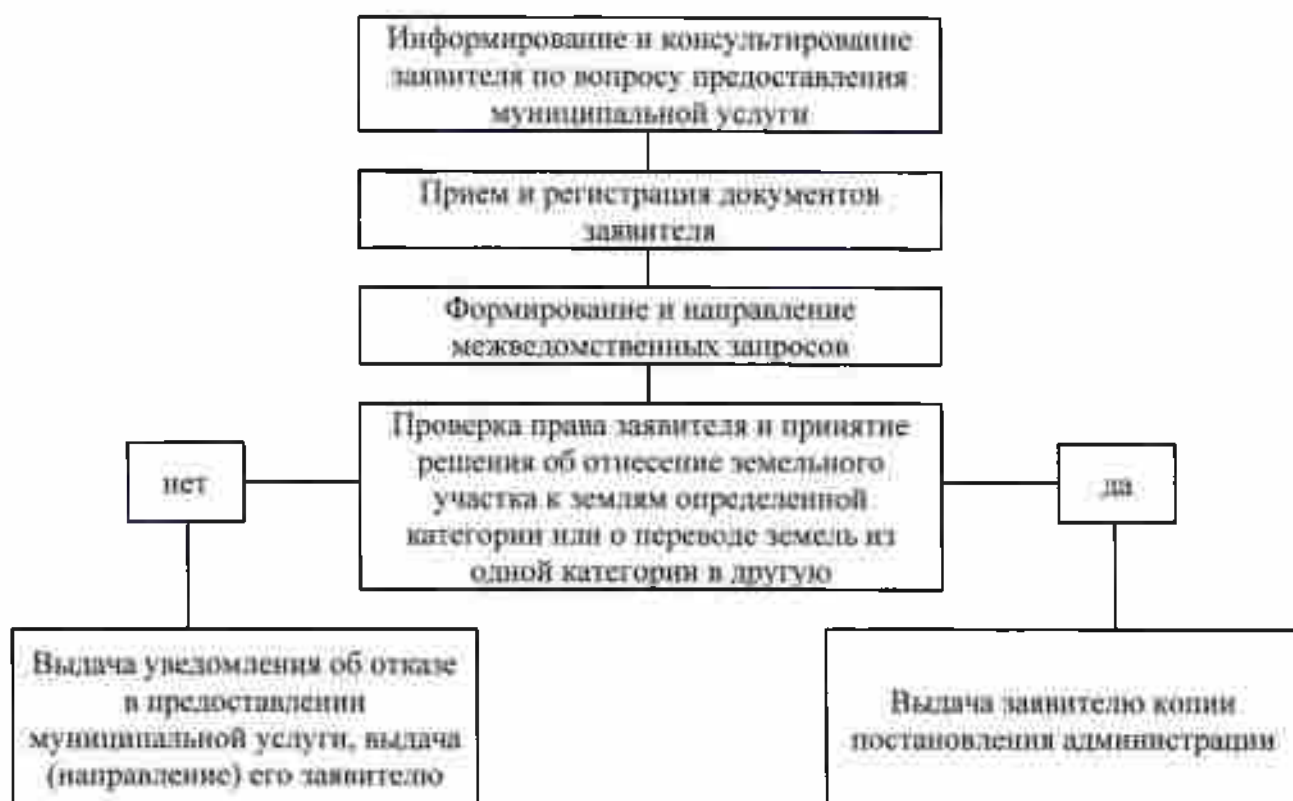 Информирование и консультирование
заявителя по вопросу предоставления
муниципальной услуги
Прием и регистрация документов
заявителя
Формирование и направление
межведомственных запросов
Проверка права заявителя и принятие
решения об отнесение земельного
участка к землям определенной
категории или о переводе земель из
одной категории в другую
нет
да
Выдача уведомления об отказе
в предоставлении
муниципальной услуги, выдача
(направление) его заявителю
Выдача заявителю копии
постановления администрации